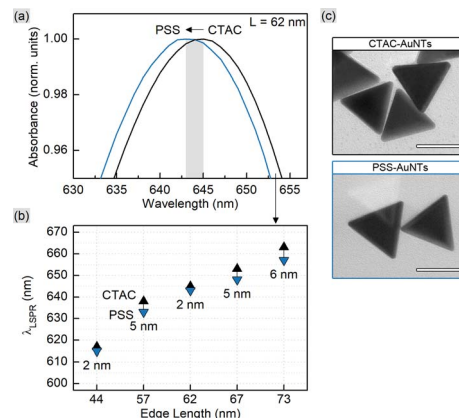 (a)
PSS ← CTAC
L = 62 nm
Absorbance (norm. units)
1.00
0.98
0.96
630 635 640 645 650 655
Wavelength (nm)
(b)
λLSPR (nm)
670
660
650
640
630
620
610
600
CTAC
PSS
2 nm
5 nm
2 nm
5 nm
6 nm
44 57 62 67 73
Edge Length (nm)
(c)
CTAC-AuNTs
PSS-AuNTs